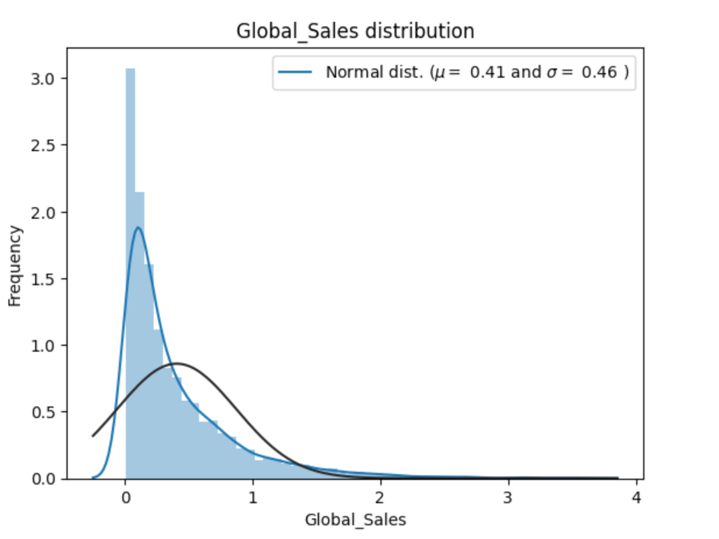 Global_Sales distribution
Normal dist. (μ = 0.41 and σ = 0.46 )
Frequency
3.0
2.5
2.0
1.5
1.0
0.5
0.0
0 1 2 3 4
Global_Sales